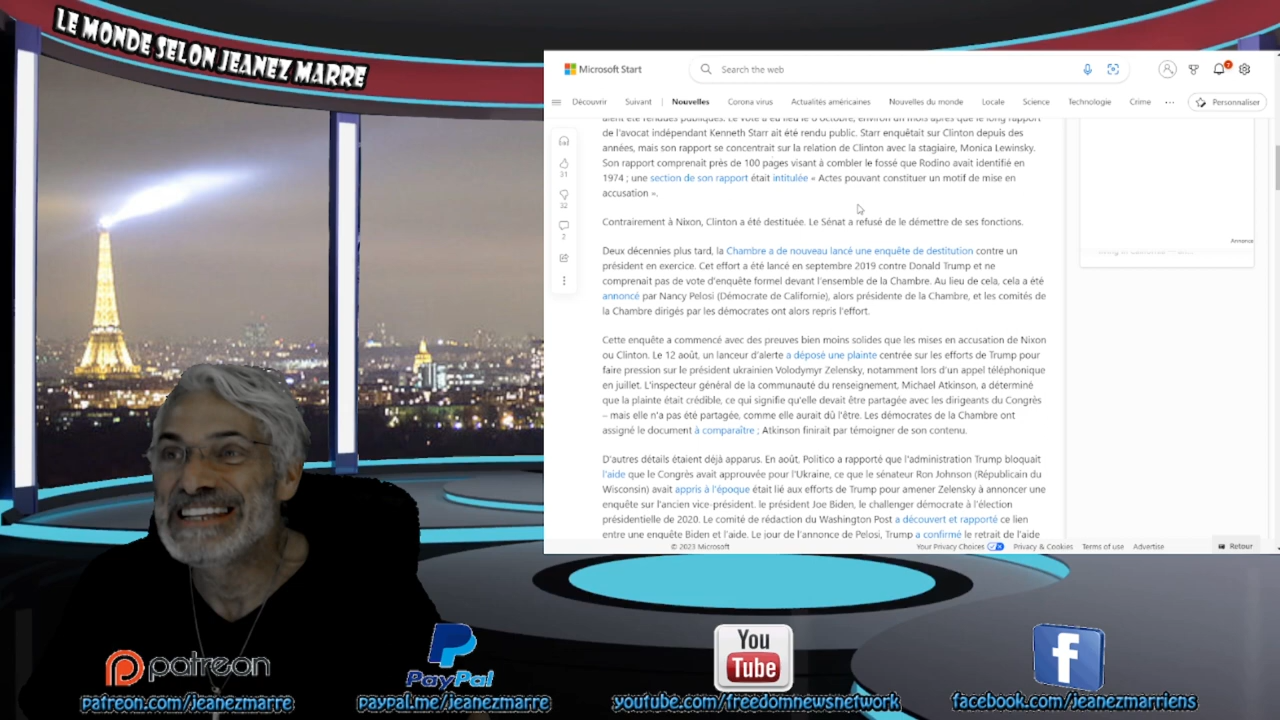 LE MONDE SELON JEANEZ MARRE
Microsoft Start
Search the web
7
Découvrir Suivant | Nouvelles Corona virus Actualités américaines Nouvelles du monde Locale Science Technologie Crime ... Personnaliser
de l'avocat indépendant Kenneth Starr ait été rendu public. Starr enquêtait sur Clinton depuis des
années, mais son rapport se concentrait sur la relation de Clinton avec la stagiaire, Monica Lewinsky.
Son rapport comprenait près de 100 pages visant à combler le fossé que Rodino avait identifié en
1974 ; une section de son rapport était intitulée « Actes pouvant constituer un motif de mise en
accusation ».
Contrairement à Nixon, Clinton a été destituée. Le Sénat a refusé de le démettre de ses fonctions.
Deux décennies plus tard, la Chambre a de nouveau lancé une enquête de destitution contre un
président en exercice. Cet effort a été lancé en septembre 2019 contre Donald Trump et ne
comprenait pas de vote d'enquête formel devant l'ensemble de la Chambre. Au lieu de cela, cela a été
annoncé par Nancy Pelosi (Démocrate de Californie), alors présidente de la Chambre, et les comités de
la Chambre dirigés par les démocrates ont alors repris l'effort.
Cette enquête a commencé avec des preuves bien moins solides que les mises en accusation de Nixon
ou Clinton. Le 12 août, un lanceur d'alerte a déposé une plainte centrée sur les efforts de Trump pour
faire pression sur le président ukrainien Volodymyr Zelensky, notamment lors d'un appel téléphonique
en juillet. L'inspecteur général de la communauté du renseignement, Michael Atkinson, a déterminé
que la plainte était crédible, ce qui signifie qu'elle devait être partagée avec les dirigeants du Congrès
– mais elle n'a pas été partagée, comme elle aurait dû l'être. Les démocrates de la Chambre ont
assigné le document à comparaître ; Atkinson finirait par témoigner de son contenu.
D'autres détails étaient déjà apparus. En août, Politico a rapporté que l'administration Trump bloquait
l'aide que le Congrès avait approuvée pour l'Ukraine, ce que le sénateur Ron Johnson (Républicain du
Wisconsin) avait appris à l'époque était lié aux efforts de Trump pour amener Zelensky à annoncer une
enquête sur l'ancien vice-président. le président Joe Biden, le challenger démocrate à l'élection
présidentielle de 2020. Le comité de rédaction du Washington Post a découvert et rapporté ce lien
entre une enquête Biden et l'aide. Le jour de l'annonce de Pelosi, Trump a confirmé le retrait de l'aide
31
32
2
Annonce
© 2023 Microsoft
Your Privacy Choices Privacy & Cookies Terms of use Advertise
Retour
patreon
PayPal
You
Tube
f
patreon.com/jeanezmarre
paypal.me/jeanezmarre
youtube.com/freedomnewsnetwork
facebook.com/jeanezmarriens